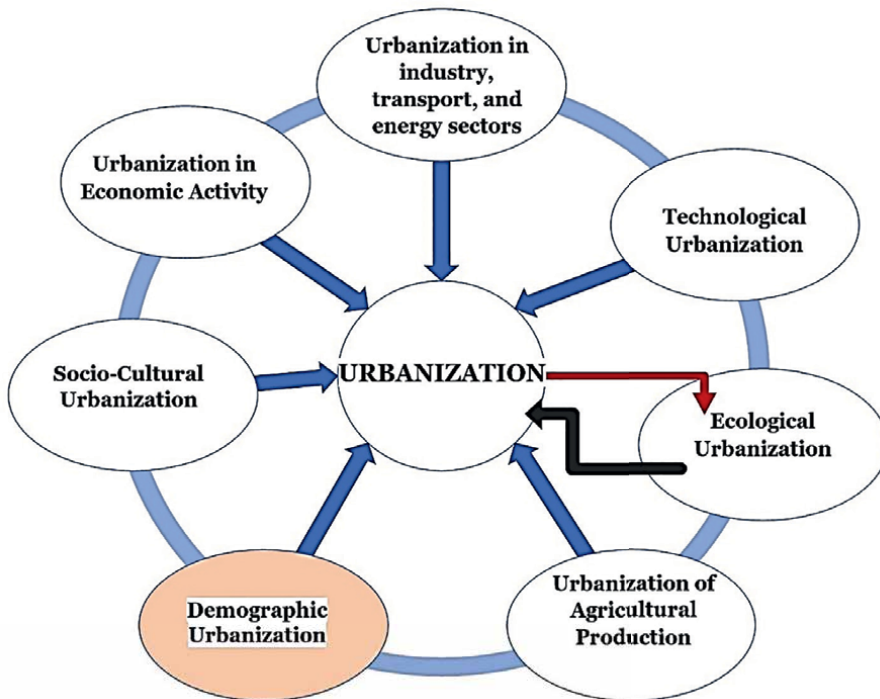 Urbanization in
industry,
transport, and
energy sectors
Urbanization in
Economic Activity
Technological
Urbanization
Socio-Cultural
Urbanization
URBANIZATION
Ecological
Urbanization
Demographic
Urbanization
Urbanization of
Agricultural
Production